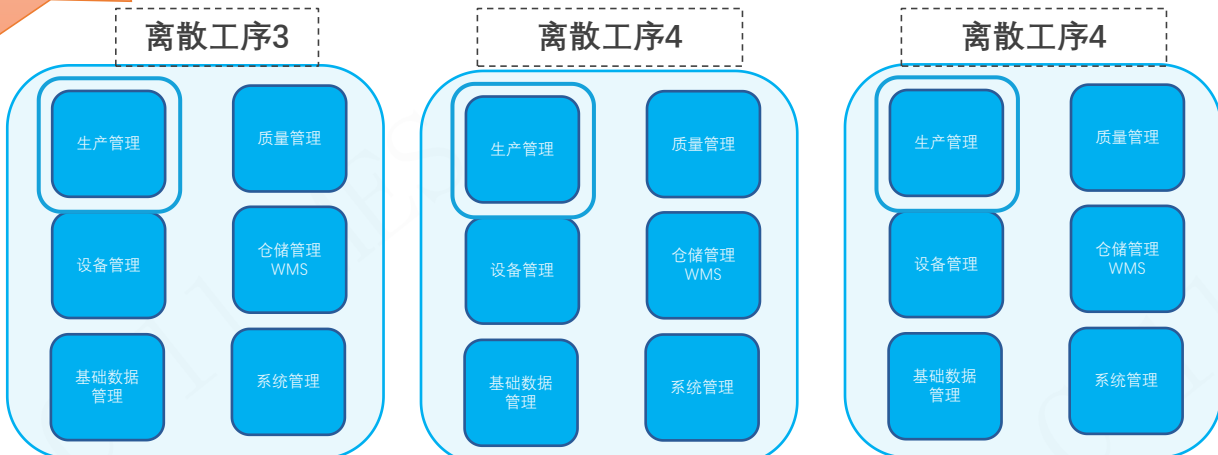 离散工序3
生产管理
质量管理
设备管理
仓储管理
WMS
基础数据
管理
系统管理
离散工序4
生产管理
质量管理
设备管理
仓储管理
WMS
基础数据
管理
系统管理
离散工序4
生产管理
质量管理
设备管理
仓储管理
WMS
基础数据
管理
系统管理